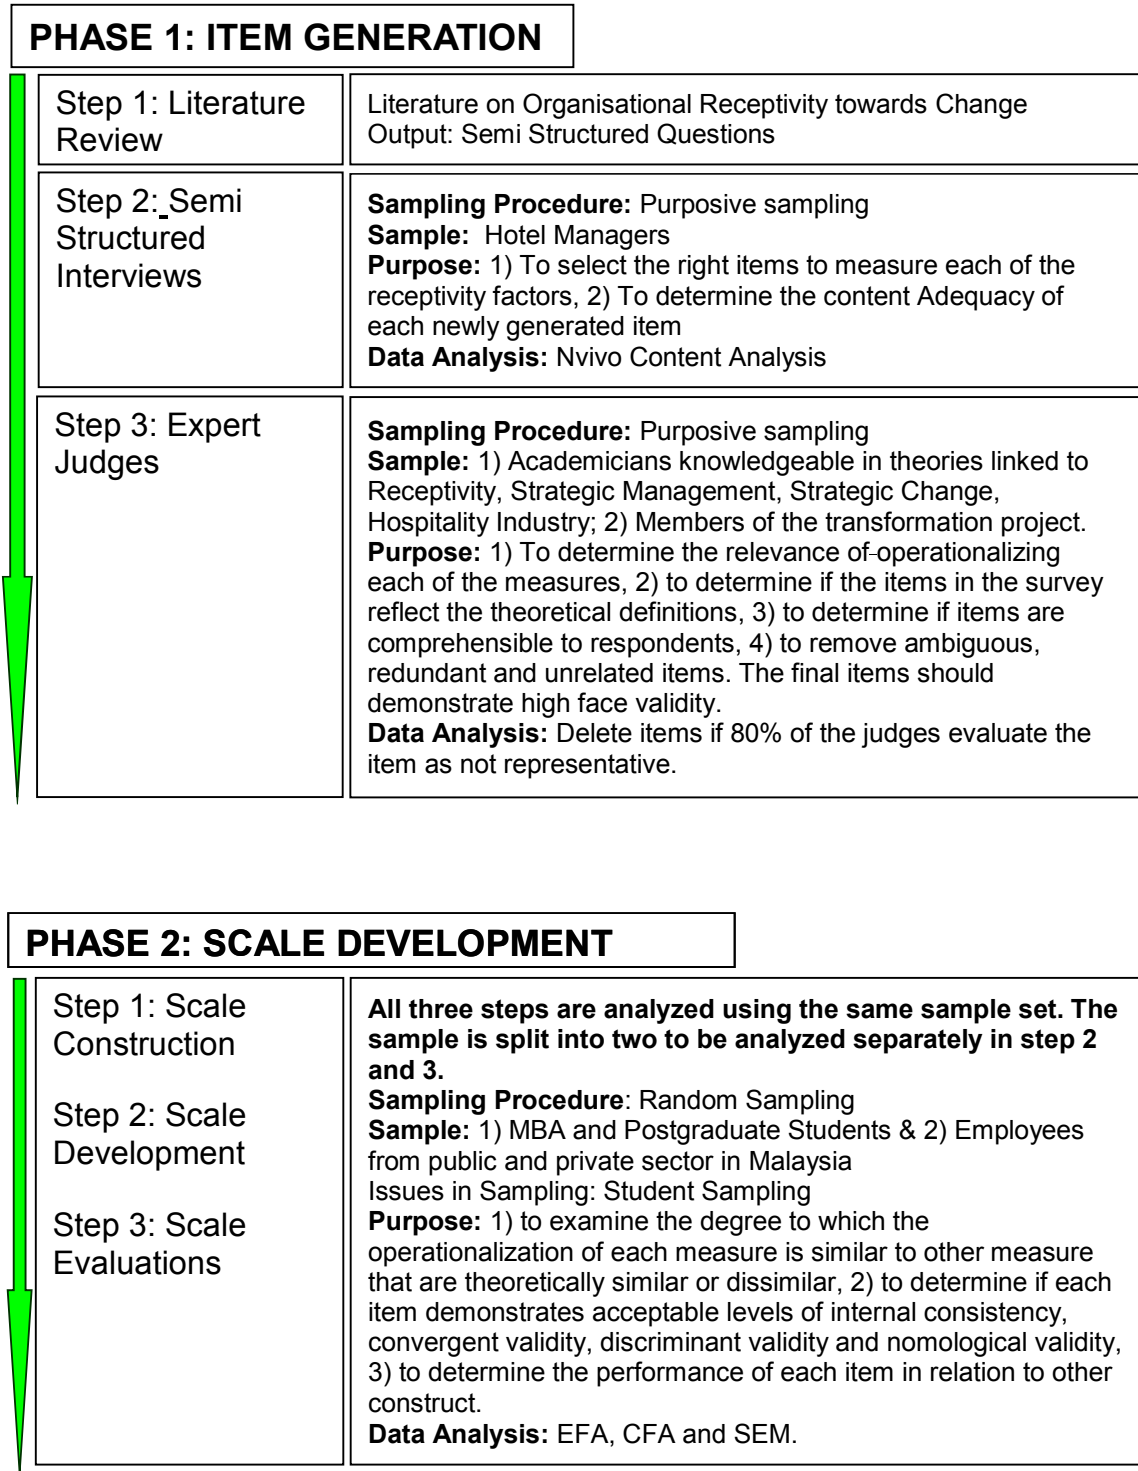 PHASE 1: ITEM GENERATION
Step 1: Literature
Review
Literature on Organisational Receptivity towards Change
Output: Semi Structured Questions
Step 2: Semi
Structured
Interviews
Sampling Procedure: Purposive sampling
Sample: Hotel Managers
Purpose: 1) To select the right items to measure each of the
receptivity factors, 2) To determine the content Adequacy of
each newly generated item
Data Analysis: Nvivo Content Analysis
Step 3: Expert
Judges
Sampling Procedure: Purposive sampling
Sample: 1) Academicians knowledgeable in theories linked to
Receptivity, Strategic Management, Strategic Change,
Hospitality Industry; 2) Members of the transformation project.
Purpose: 1) To determine the relevance of operationalizing
each of the measures, 2) to determine if the items in the survey
reflect the theoretical definitions, 3) to determine if items are
comprehensible to respondents, 4) to remove ambiguous,
redundant and unrelated items. The final items should
demonstrate high face validity.
Data Analysis: Delete items if 80% of the judges evaluate the
item as not representative.
PHASE 2: SCALE DEVELOPMENT
Step 1: Scale
Construction
Step 2: Scale
Development
Step 3: Scale
Evaluations
All three steps are analyzed using the same sample set. The
sample is split into two to be analyzed separately in step 2
and 3.
Sampling Procedure: Random Sampling
Sample: 1) MBA and Postgraduate Students & 2) Employees
from public and private sector in Malaysia
Issues in Sampling: Student Sampling
Purpose: 1) to examine the degree to which the
operationalization of each measure is similar to other measure
that are theoretically similar or dissimilar, 2) to determine if each
item demonstrates acceptable levels of internal consistency,
convergent validity, discriminant validity and nomological validity,
3) to determine the performance of each item in relation to other
construct.
Data Analysis: EFA, CFA and SEM.